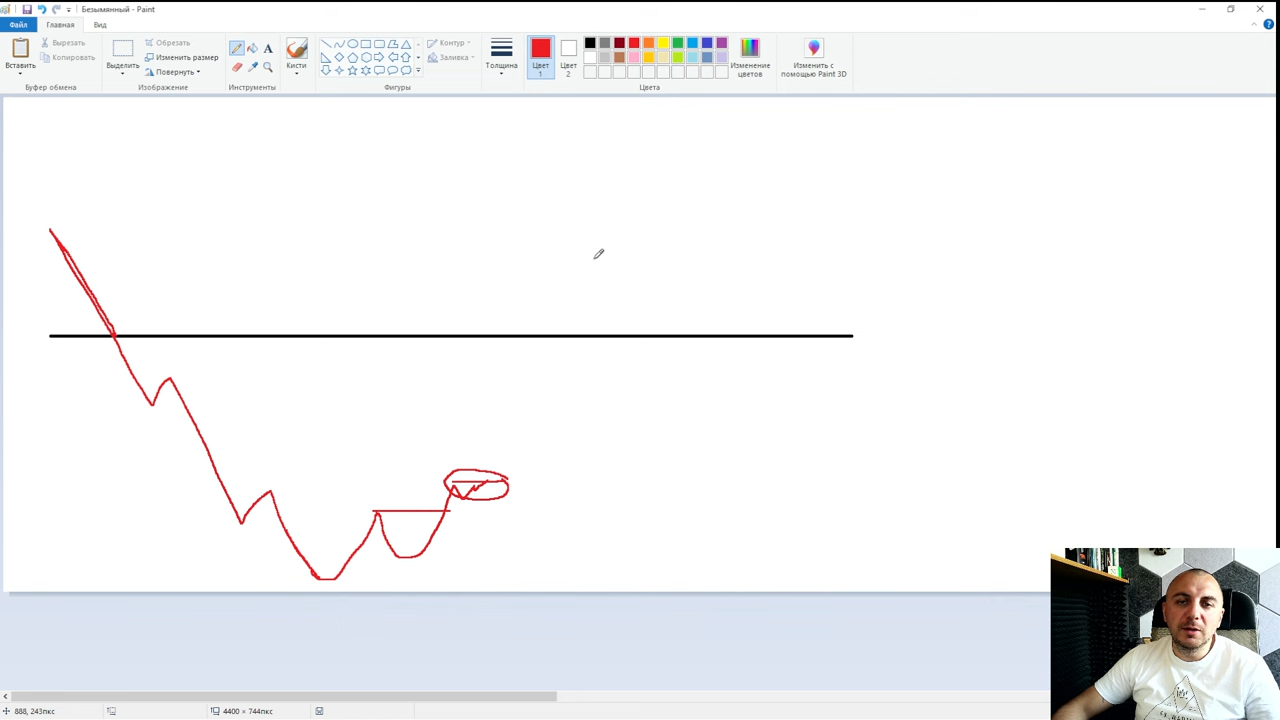 Безымянный - Paint
Файл
Главная
Вид
Вставить
Вырезать
Копировать
Буфер обмена
Выделить
Обрезать
Изменить размер
Повернуть
Изображение
A
Инструменты
Кисти
Контур
Заливка
Фигуры
Толщина
Цвет
1
Цвет
2
Цвета
Изменение
цветов
Изменить с
помощью Paint 3D
888, 243пкс
4400 × 744пкс